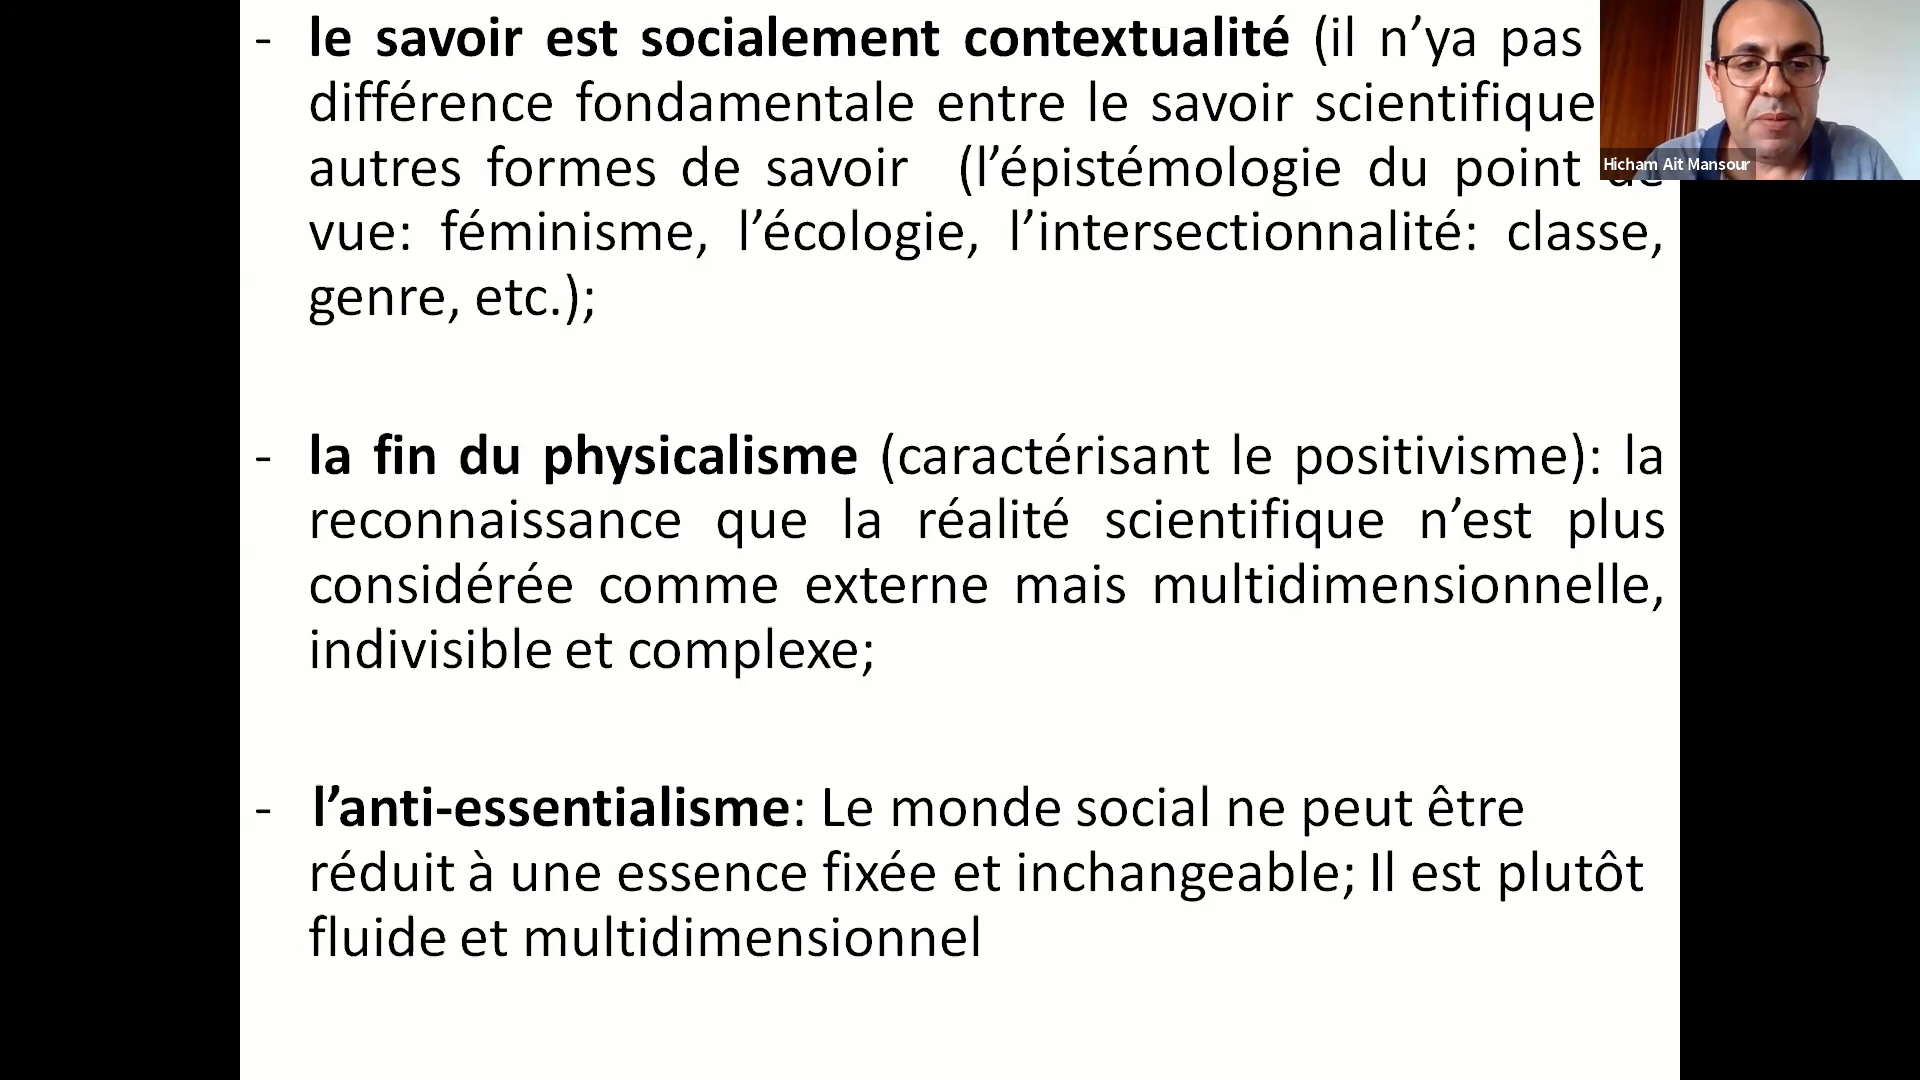 - le savoir est socialement contextualité (il n’ya pas
différence fondamentale entre le savoir scientifique
autres formes de savoir (l’épistémologie du point de
vue: féminisme, l’écologie, l’intersectionnalité: classe,
genre, etc.);
- la fin du physicalisme (caractérisant le positivisme): la
reconnaissance que la réalité scientifique n’est plus
considérée comme externe mais multidimensionnelle,
indivisible et complexe;
- l’anti-essentialisme: Le monde social ne peut être
réduit à une essence fixée et inchangeable; Il est plutôt
fluide et multidimensionnel
Hicham Ait Mansour